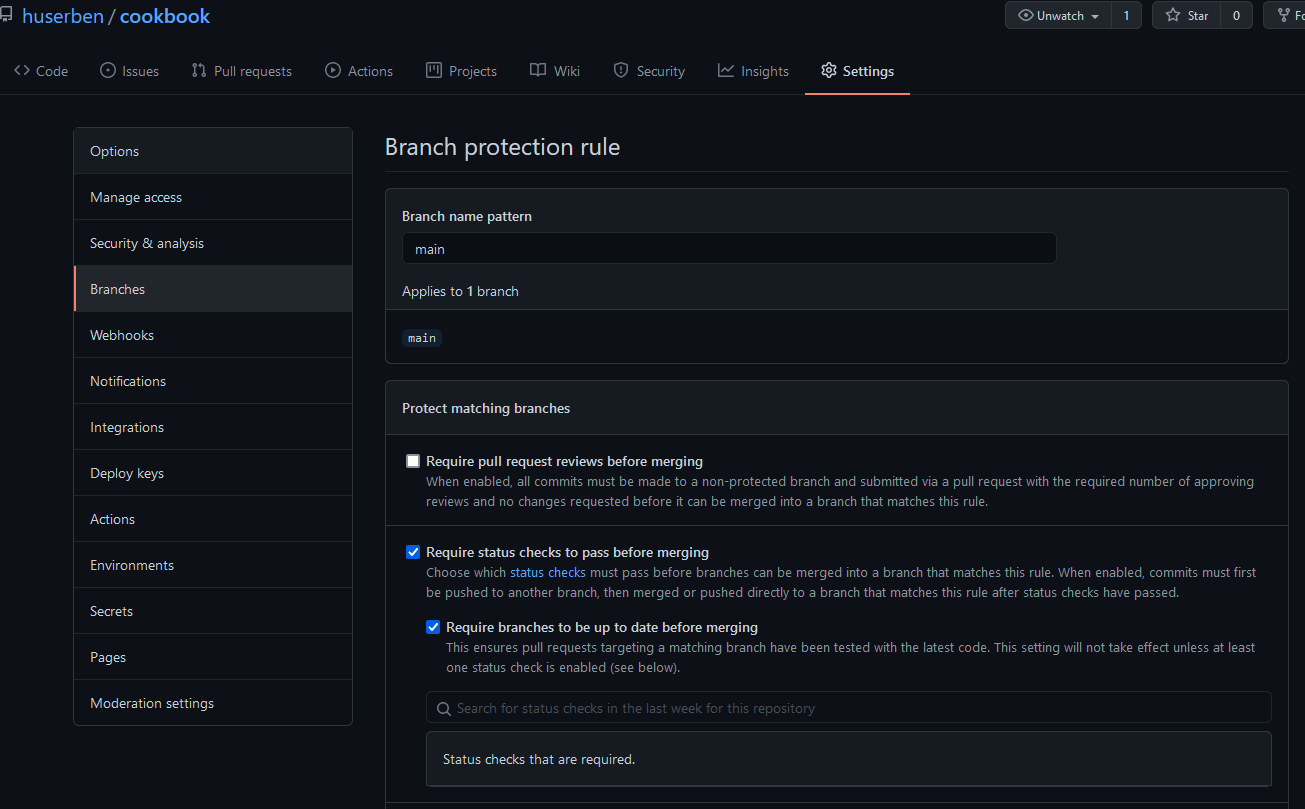 huserben / cookbook
Unwatch 1 Star 0
Code Issues Pull requests Actions Projects Wiki Security Insights Settings
Options
Manage access
Security & analysis
Branches
Webhooks
Notifications
Integrations
Deploy keys
Actions
Environments
Secrets
Pages
Moderation settings
Branch protection rule
Branch name pattern
main
Applies to 1 branch
main
Protect matching branches
Require pull request reviews before merging
When enabled, all commits must be made to a non-protected branch and submitted via a pull request with the required number of approving
reviews and no changes requested before it can be merged into a branch that matches this rule.
Require status checks to pass before merging
Choose which status checks must pass before branches can be merged into a branch that matches this rule. When enabled, commits must first
be pushed to another branch, then merged or pushed directly to a branch that matches this rule after status checks have passed.
Require branches to be up to date before merging
This ensures pull requests targeting a matching branch have been tested with the latest code. This setting will not take effect unless at least
one status check is enabled (see below).
Search for status checks in the last week for this repository
Status checks that are required.